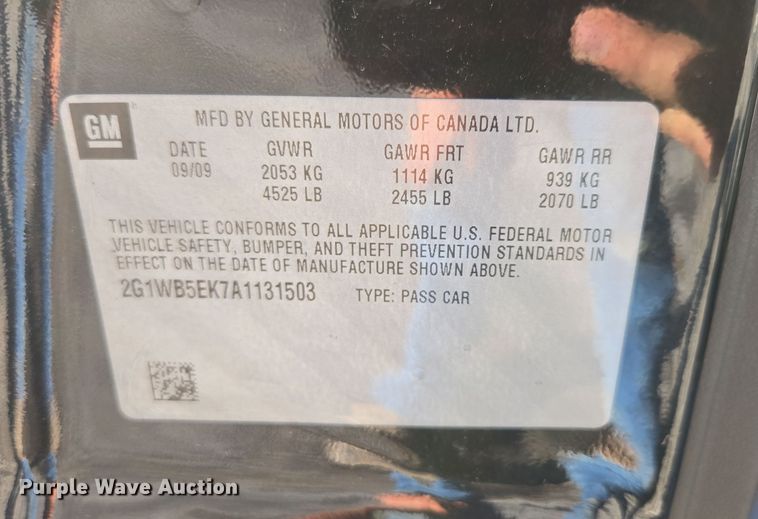 GM
MFD BY GENERAL MOTORS OF CANADA LTD.
DATE GVWR GAWR FRT GAWR RR
09/09 2053 KG 1114 KG 939 KG
4525 LB 2455 LB 2070 LB
THIS VEHICLE CONFORMS TO ALL APPLICABLE U.S. FEDERAL MOTOR
VEHICLE SAFETY, BUMPER, AND THEFT PREVENTION STANDARDS IN
EFFECT ON THE DATE OF MANUFACTURE SHOWN ABOVE.
2G1WB5EK7A1131503 TYPE: PASS CAR
Purple Wave Auction